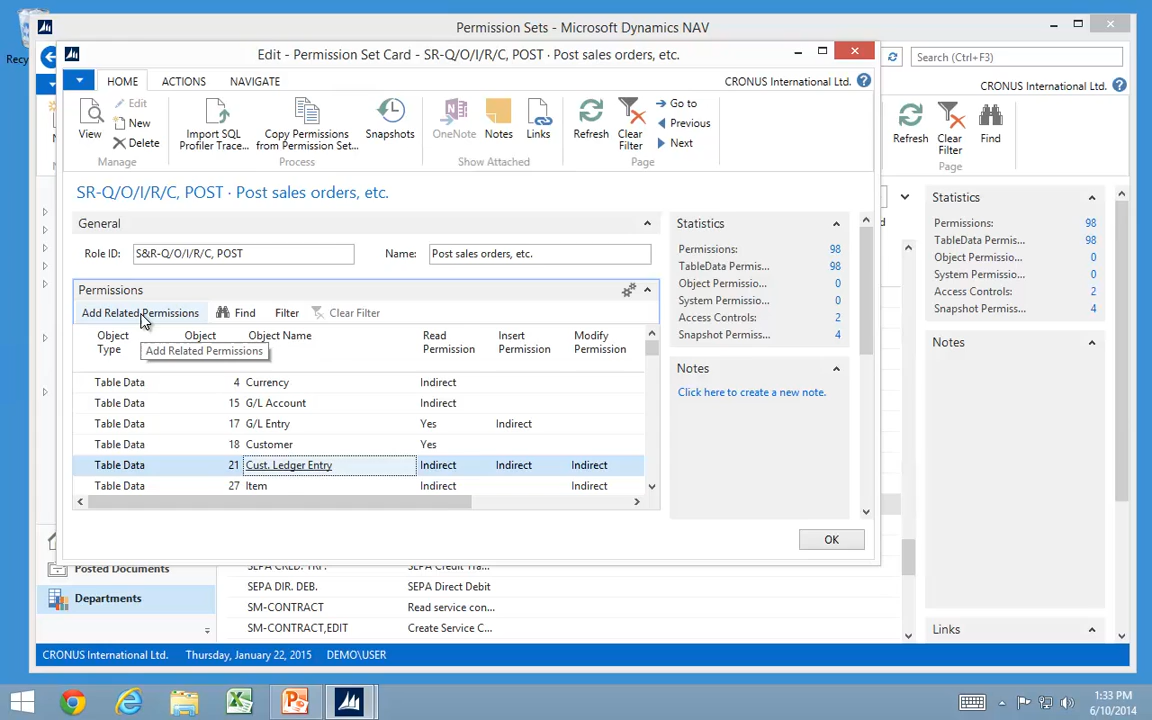 Permission Sets - Microsoft Dynamics NAV
Recy
Edit - Permission Set Card - SR-Q/O/I/R/C, POST · Post sales orders, etc.
Search (Ctrl+F3)
HOME
ACTIONS
NAVIGATE
CRONUS International Ltd.
CRONUS International Ltd.
View
Edit
New
Delete
Manage
Import SQL
Profiler Trace...
Copy Permissions
from Permission Set...
Snapshots
Process
OneNote
Notes
Links
Show Attached
Refresh
Clear
Filter
Go to
Previous
Next
Page
Refresh
Clear
Filter
Find
Page
SR-Q/O/I/R/C, POST · Post sales orders, etc.
General
Role ID:
S&R-Q/O/I/R/C, POST
Name:
Post sales orders, etc.
Permissions
Add Related Permissions
Find
Filter
Clear Filter
Object
Type
Object
Object Name
Read
Permission
Insert
Permission
Modify
Permission
Add Related Permissions
Table Data 4 Currency Indirect
Table Data 15 G/L Account Indirect
Table Data 17 G/L Entry Yes Indirect
Table Data 18 Customer Yes
Table Data 21 Cust. Ledger Entry Indirect Indirect Indirect
Table Data 27 Item Indirect Indirect
Statistics
Permissions: 98
TableData Permis... 98
Object Permissio... 0
System Permissio... 0
Access Controls: 2
Snapshot Permiss... 4
Notes
Click here to create a new note.
OK
Statistics
Permissions: 98
TableData Permis... 98
Object Permissio... 0
System Permissio... 0
Access Controls: 2
Snapshot Permiss... 4
Notes
Links
Posted Documents
Departments
SEPA DIR. DEB. SEPA Direct Debit
SM-CONTRACT Read service con...
SM-CONTRACT,EDIT Create Service C...
CRONUS International Ltd.
Thursday, January 22, 2015
DEMO\USER
1:33 PM
6/10/2014